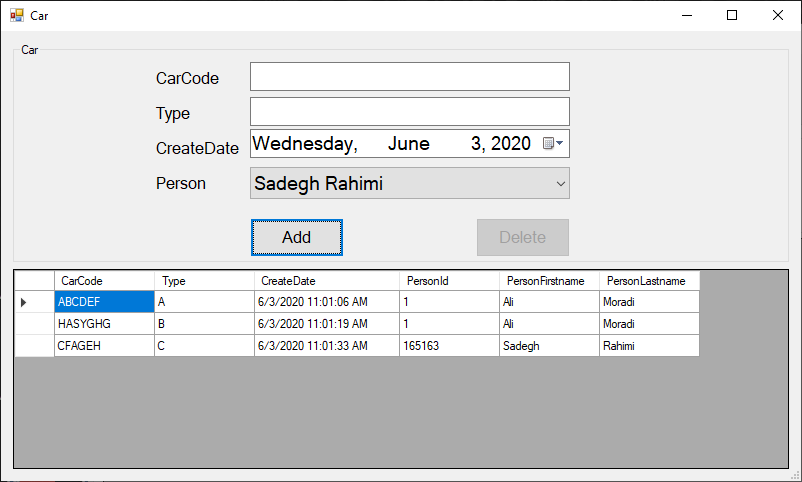 Car
Car
CarCode
Type
CreateDate Wednesday, June 3, 2020
Person Sadegh Rahimi
Add Delete
CarCode Type CreateDate PersonId PersonFirstname PersonLastname
ABCDEF A 6/3/2020 11:01:06 AM 1 Ali Moradi
HASYGHG B 6/3/2020 11:01:19 AM 1 Ali Moradi
CFAGEH C 6/3/2020 11:01:33 AM 165163 Sadegh Rahimi